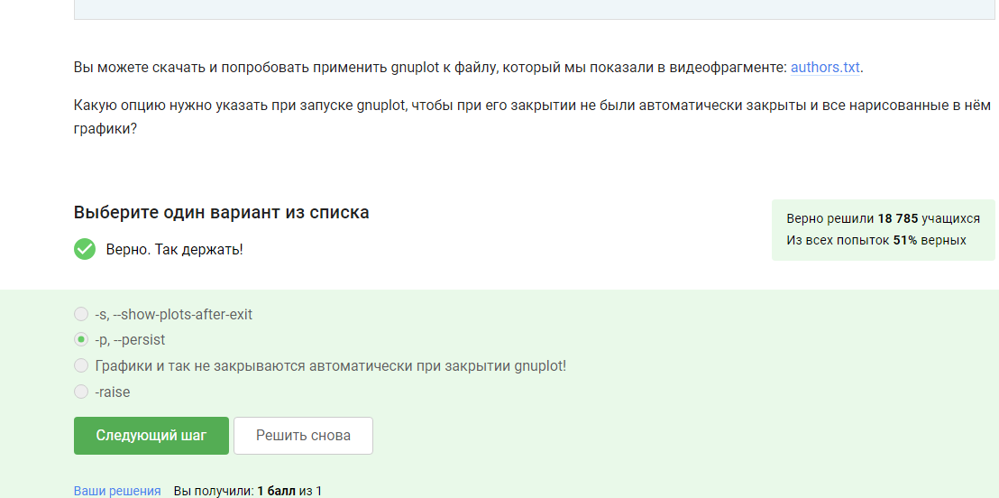 Вы можете скачать и попробовать применить gnuplot к файлу, который мы показали в видеофрагменте: authors.txt.
Какую опцию нужно указать при запуске gnuplot, чтобы при его закрытии не были автоматически закрыты и все нарисованные в нём
графики?
Выберите один вариант из списка
Верно. Так держать!
Верно решили 18 785 учащихся
Из всех попыток 51% верных
-s, --show-plots-after-exit
-p, --persist
Графики и так не закрываются автоматически при закрытии gnuplot!
-raise
Следующий шаг
Решить снова
Ваши решения Вы получили: 1 балл из 1